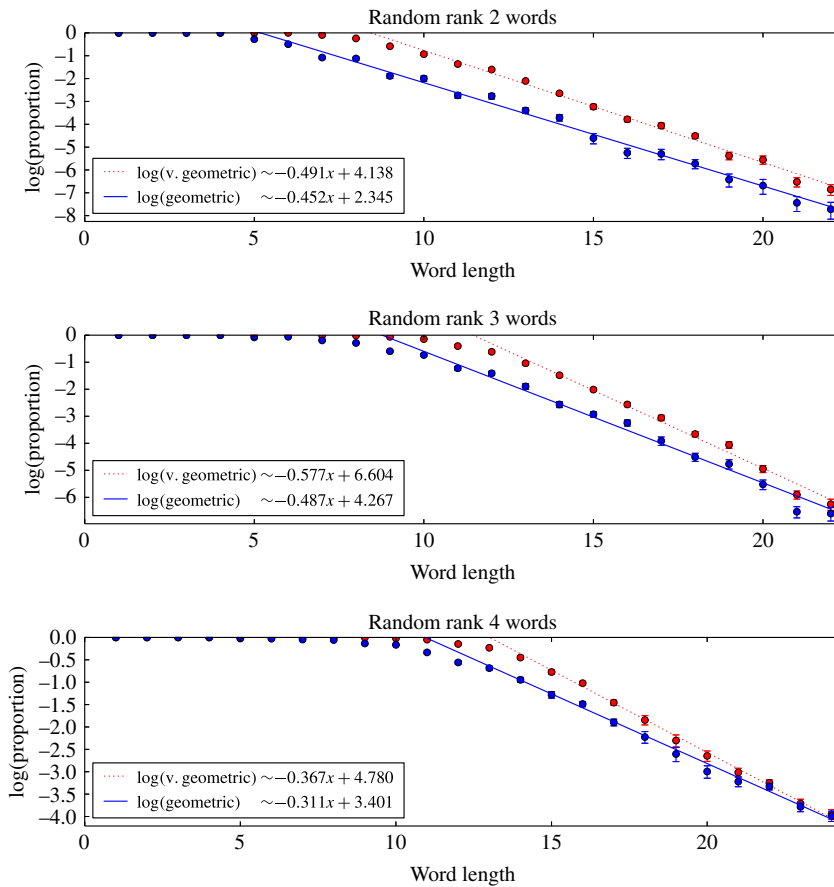 Random rank 2 words
0
−1
−2
−3
−4
−5
−6
−7
−8
log(proportion)
log(v. geometric) ~−0.491x + 4.138
log(geometric) ~−0.452x + 2.345
0 5 10 15 20
Word length
Random rank 3 words
0
−1
−2
−3
−4
−5
−6
log(proportion)
log(v. geometric) ~−0.577x + 6.604
log(geometric) ~−0.487x + 4.267
0 5 10 15 20
Word length
Random rank 4 words
0.0
−0.5
−1.0
−1.5
−2.0
−2.5
−3.0
−3.5
−4.0
log(proportion)
log(v. geometric) ~−0.367x + 4.780
log(geometric) ~−0.311x + 3.401
0 5 10 15 20
Word length